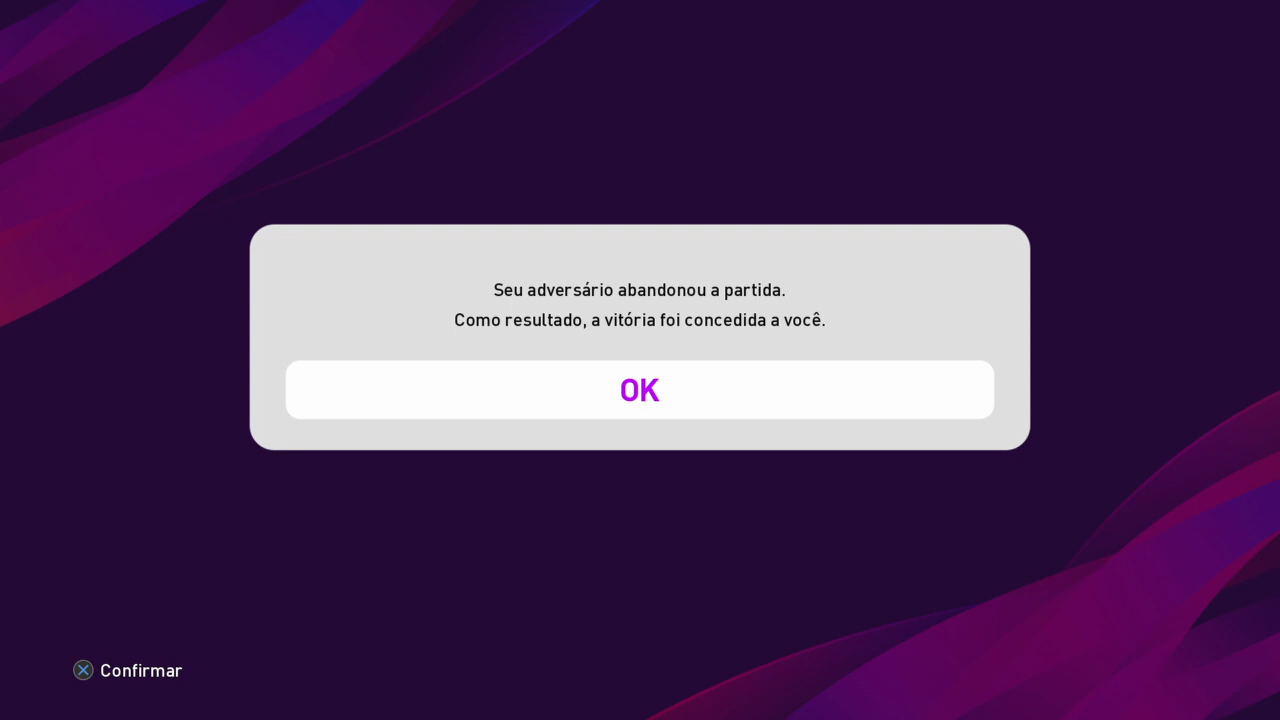 Seu adversário abandonou a partida.
Como resultado, a vitória foi concedida a você.
OK
Confirmar